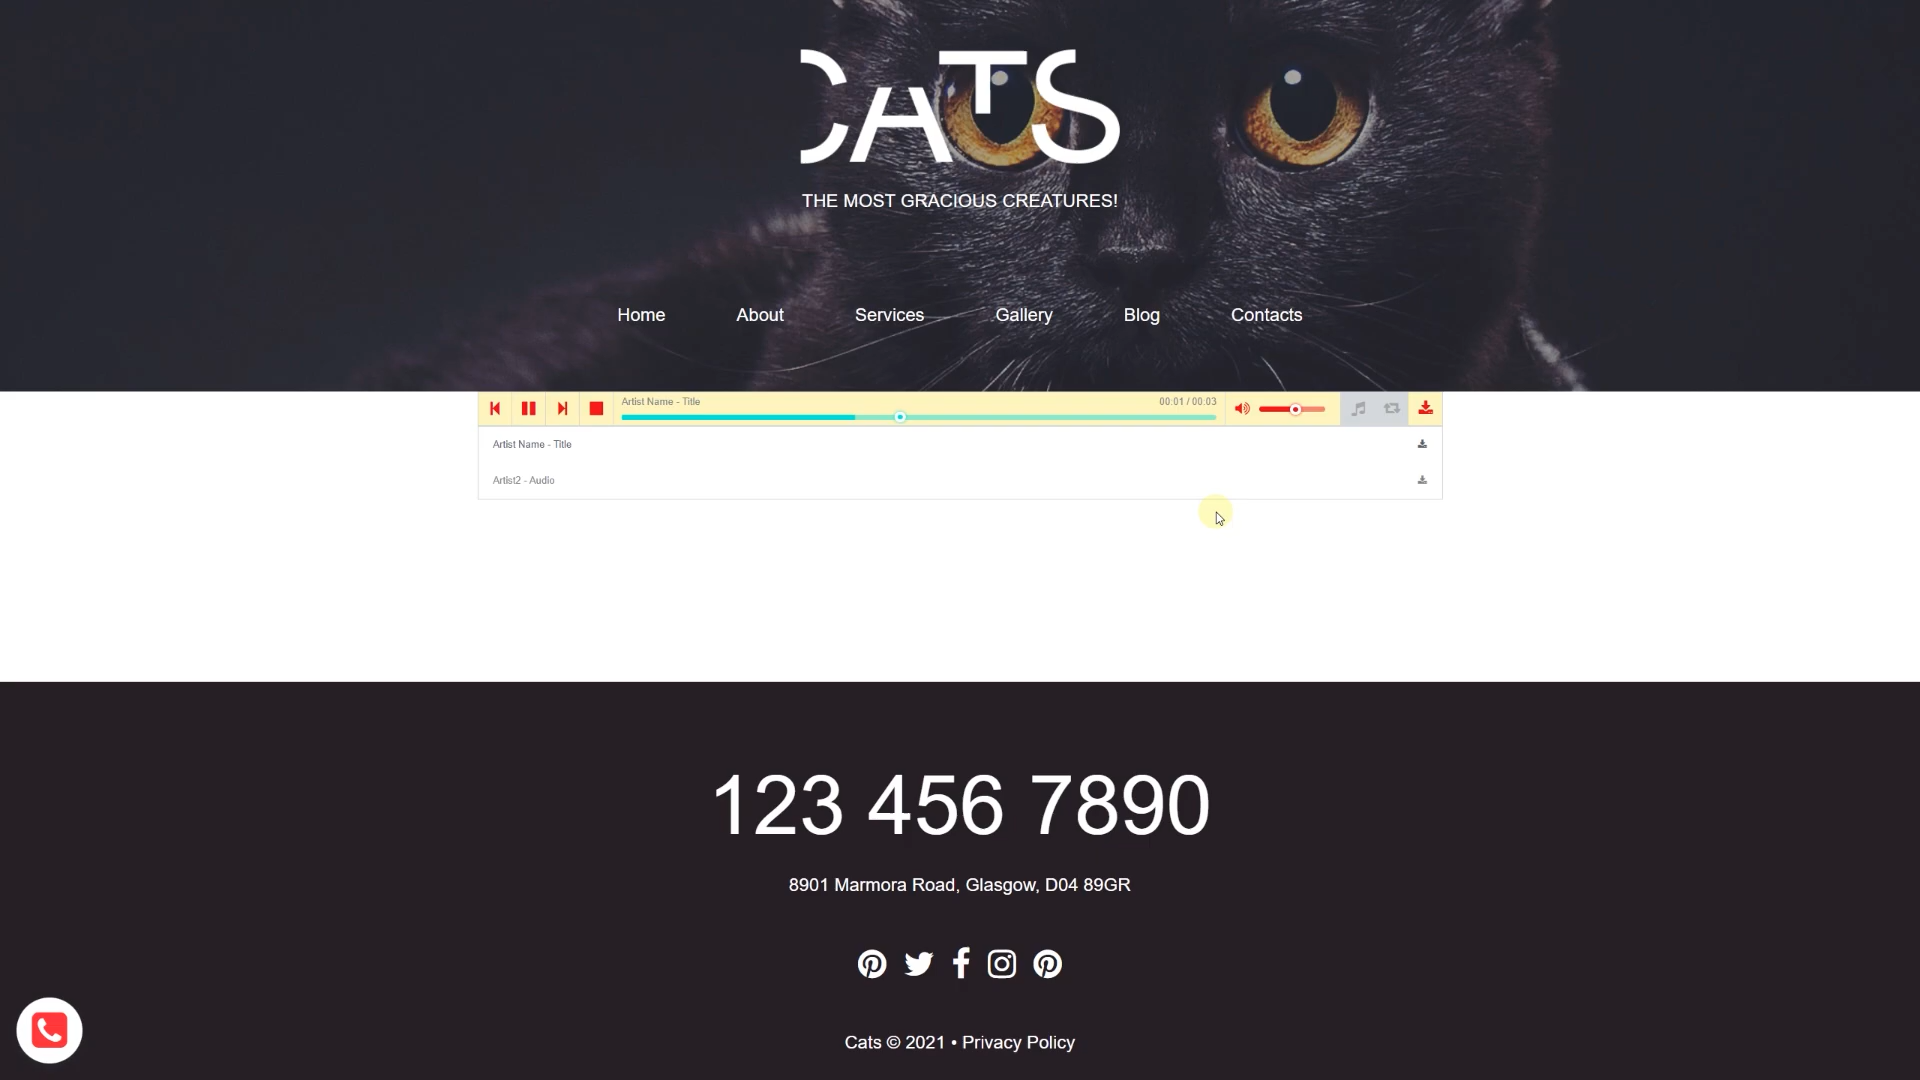 CATS
THE MOST GRACIOUS CREATURES!
Home About Services Gallery Blog Contacts
Artist Name - Title 00:01 / 00:03
Artist Name - Title
Artist2 - Audio
123 456 7890
8901 Marmora Road, Glasgow, D04 89GR
Cats © 2021 • Privacy Policy